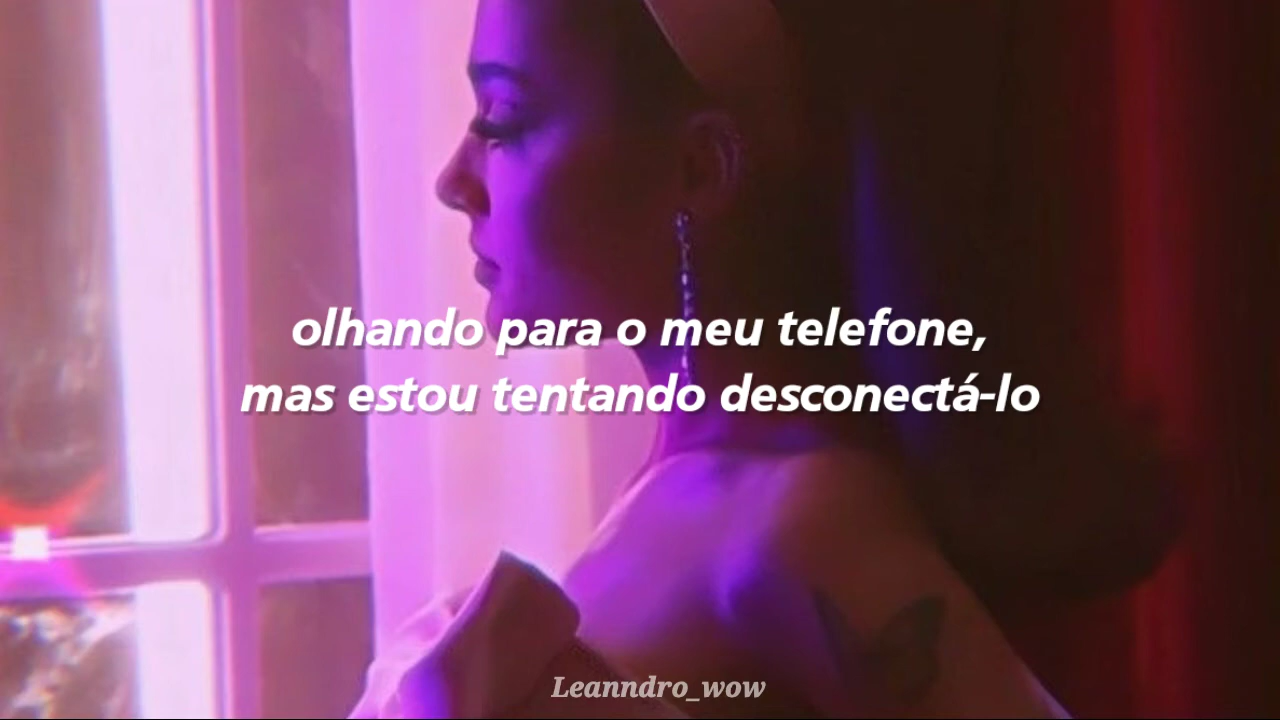 olhando para o meu telefone,
mas estou tentando desconectá-lo
Leanndro_wow